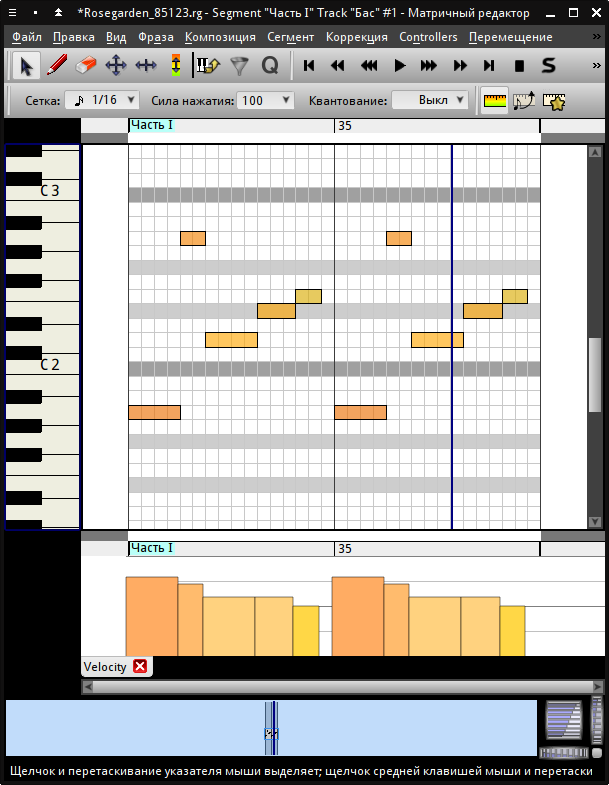 *Rosegarden_85123.rg - Segment "Часть I" Track "Бас" #1 - Матричный редактор
Файл Правка Вид Фраза Композиция Сегмент Коррекция Controllers Перемещение »
Q S »
Сетка: 1/16 Сила нажатия: 100 Квантование: Выкл
Часть I 35
C 3
C 2
Часть I 35
Velocity
Щелчок и перетаскивание указателя мыши выделяет; щелчок средней клавишей мыши и перетаски